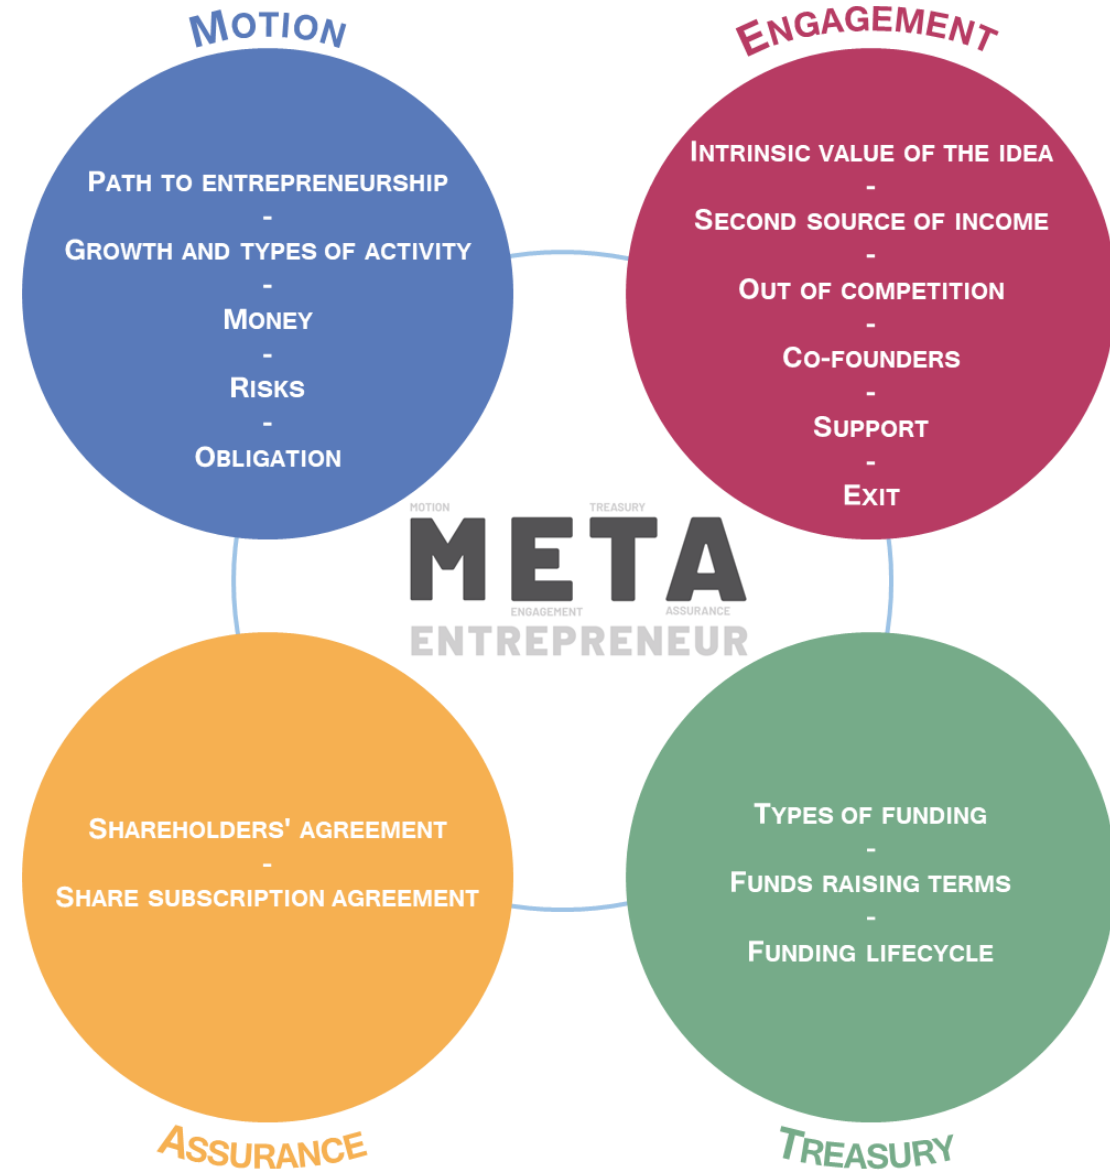 Motion
Path to entrepreneurship
-
Growth and types of activity
-
Money
-
Risks
-
Obligation
Engagement
Intrinsic value of the idea
-
Second source of income
-
Out of competition
-
Co-founders
-
Support
-
Exit
MOTION TREASURY
META
ENGAGEMENT ASSURANCE
ENTREPRENEUR
Shareholders' agreement
-
Share subscription agreement
Assurance
Types of funding
-
Funds raising terms
-
Funding lifecycle
Treasury